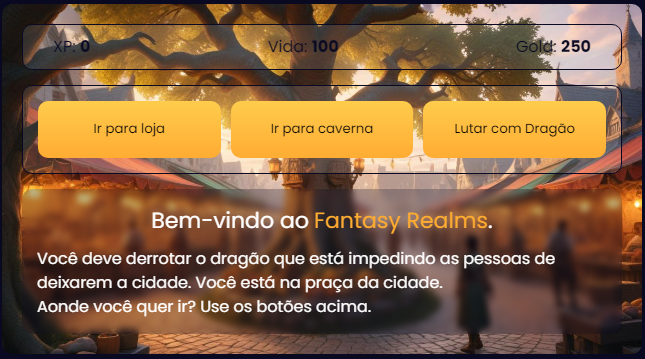 XP: 0 Vida: 100 Gold: 250
Ir para loja Ir para caverna Lutar com Dragão
Bem-vindo ao Fantasy Realms.
Você deve derrotar o dragão que está impedindo as pessoas de
deixarem a cidade. Você está na praça da cidade.
Aonde você quer ir? Use os botões acima.